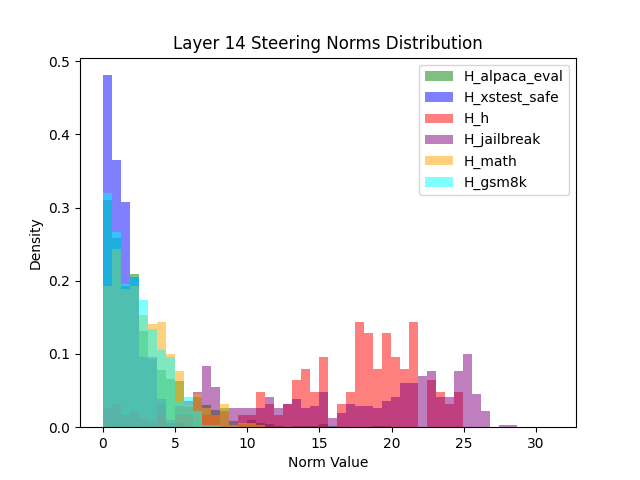 Layer 14 Steering Norms Distribution
0.5
0.4
0.3
0.2
0.1
0.0
Density
H_alpaca_eval
H_xstest_safe
H_h
H_jailbreak
H_math
H_gsm8k
0 5 10 15 20 25 30
Norm Value